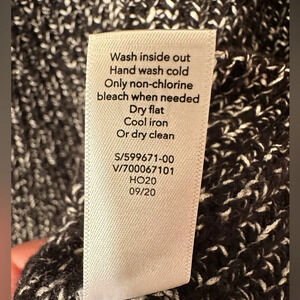 Wash inside out
Hand wash cold
Only non-chlorine
bleach when needed
Dry flat
Cool iron
Or dry clean
S/599671-00
V/700067101
HO20
09/20